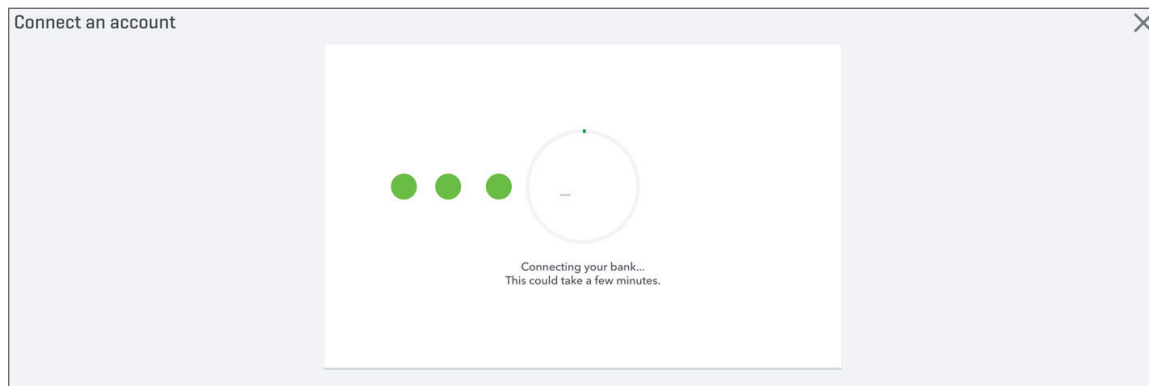 Connect an account
Connecting your bank...
This could take a few minutes.